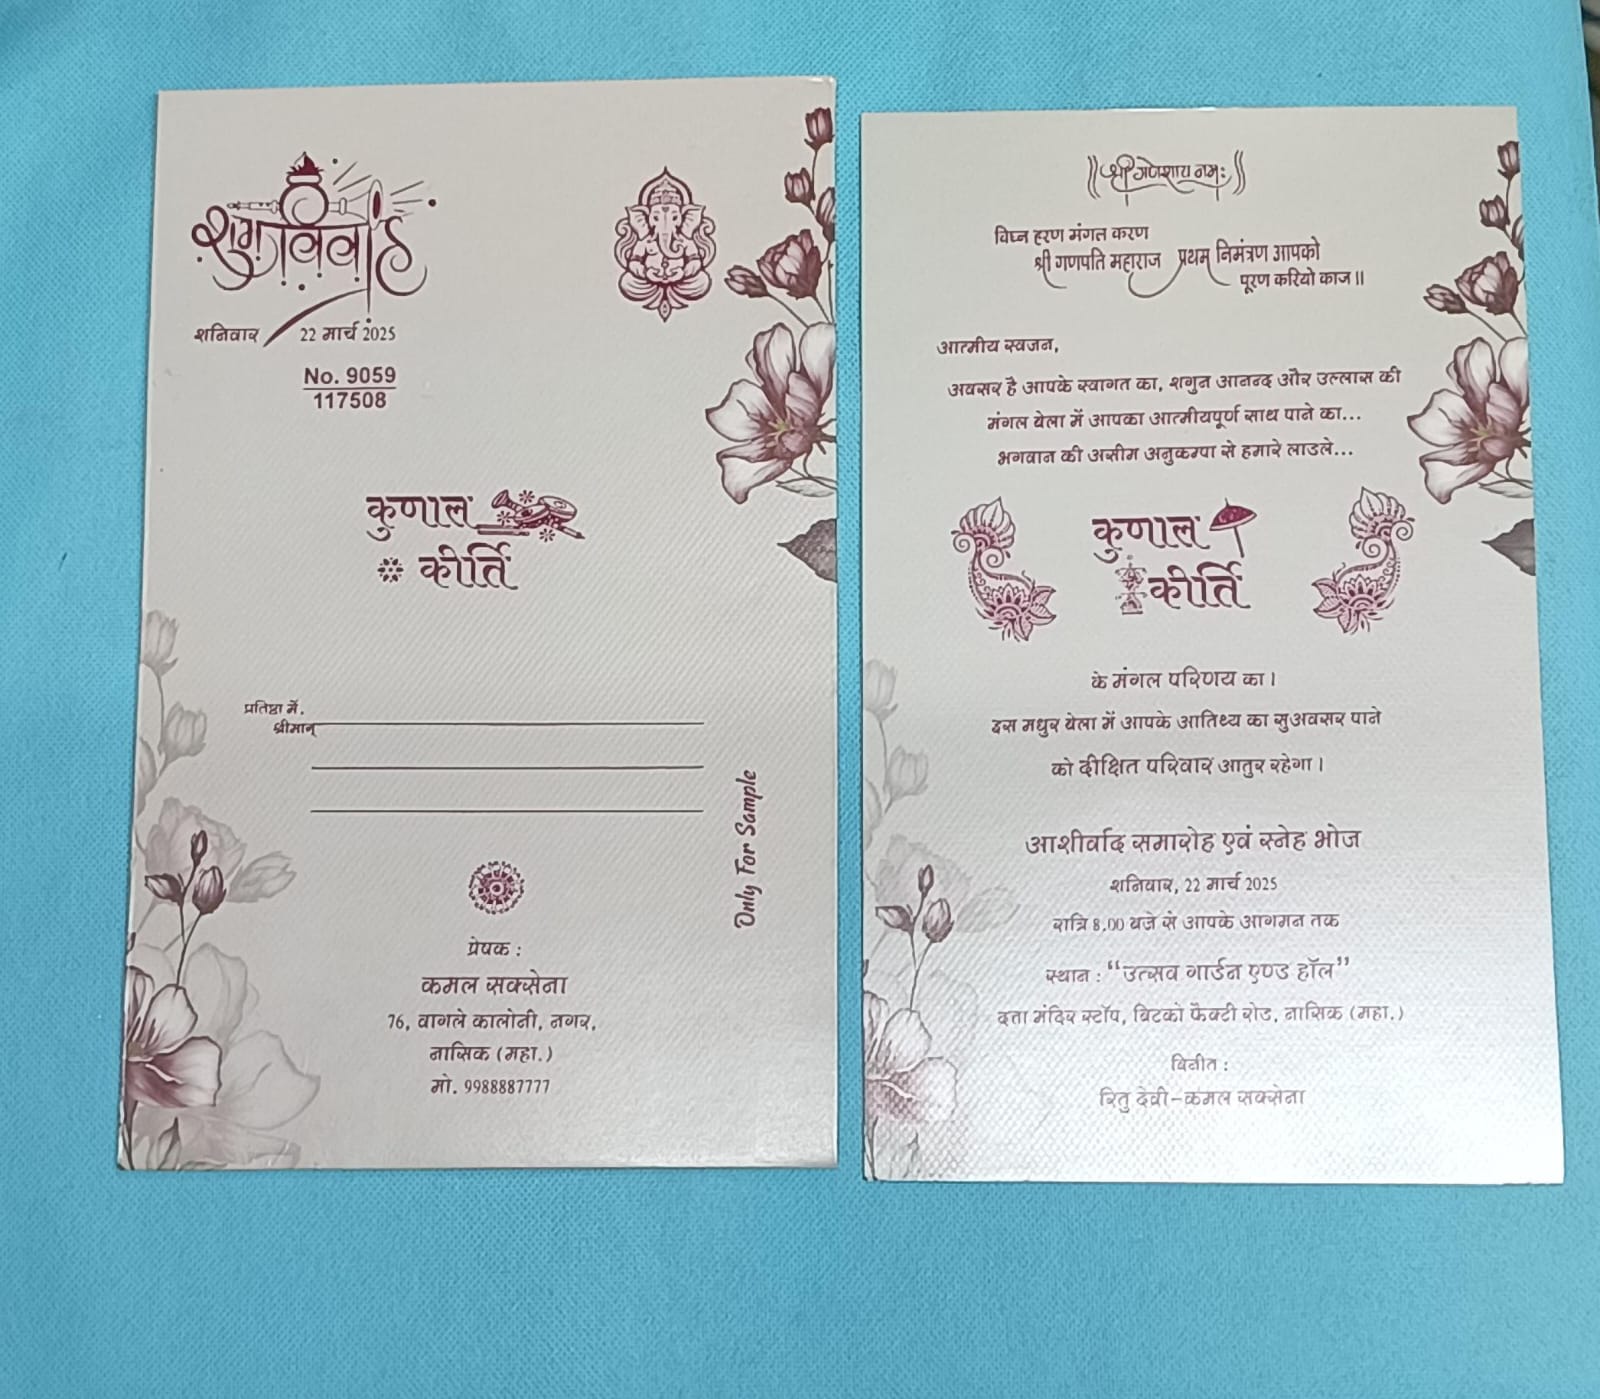 शुभ विवाह
शनिवार 22 मार्च 2025
No. 9059
117508
कुणाल
कीर्ति
प्रतिष्ठा में,
श्रीमान्
Only For Sample
प्रेषक :
कमल सक्सेना
76, वागले कालोनी, नगर,
नासिक (महा.)
मो. 9988887777
॥ श्री गणेशाय नमः ॥
विघ्न हरण मंगल करण
श्री गणपति महाराज प्रथम् निमंत्रण आपको
पूरण करियो काज॥
आत्मीय स्वजन,
अवसर है आपके स्वागत का, शगुन आनन्द और उल्लास की
मंगल बेला में आपका आत्मीयपूर्ण साथ पाने का...
भगवान की असीम अनुकम्पा से हमारे लाडले...
कुणाल
कीर्ति
के मंगल परिणय का।
इस मधुर बेला में आपके आतिथ्य का सुअवसर पाने
को दीक्षित परिवार आतुर रहेगा।
आशीर्वाद समारोह एवं स्नेह भोज
शनिवार, 22 मार्च 2025
रात्रि 8.00 बजे से आपके आगमन तक
स्थान : “उत्सव गार्डन एण्ड हॉल”
दत्ता मंदिर स्टॉप, बिटको फैक्टी रोड, नासिक (महा.)
विनीत :
रितु देवी-कमल सक्सेना